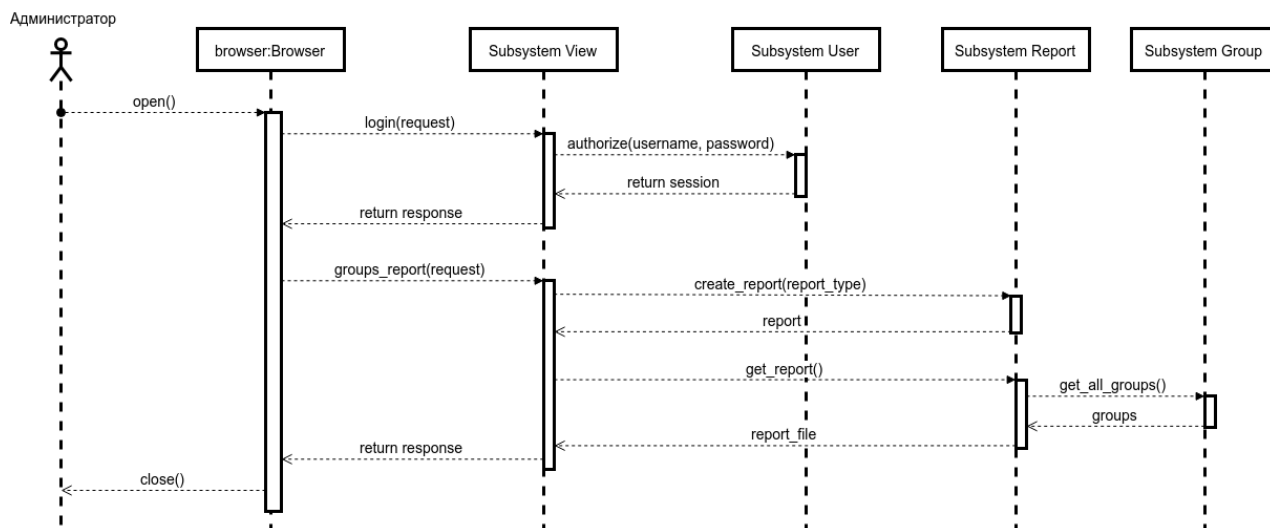 Администратор
browser:Browser
Subsystem View
Subsystem User
Subsystem Report
Subsystem Group
open()
login(request)
authorize(username, password)
return session
return response
groups_report(request)
create_report(report_type)
report
get_report()
get_all_groups()
groups
report_file
return response
close()